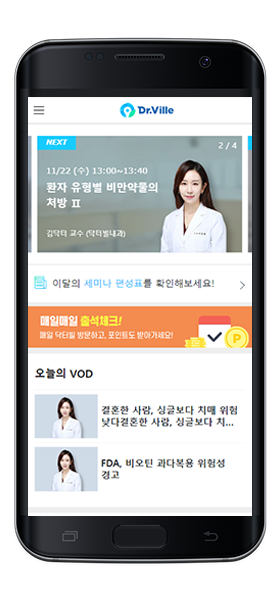 Dr.Ville
NEXT
2 / 4
11/22 (수) 13:00~13:40
환자 유형별 비만약물의
처방 Ⅱ
김닥터 교수 (닥터빌내과)
이달의 세미나 편성표를 확인해보세요!
매일매일 출석체크!
매일 닥터빌 방문하고, 포인트도 받아가세요!
P
오늘의 VOD
결혼한 사람, 싱글보다 치매 위험
낮다결혼한 사람, 싱글보다 치...
FDA, 비오틴 과다복용 위험성
경고